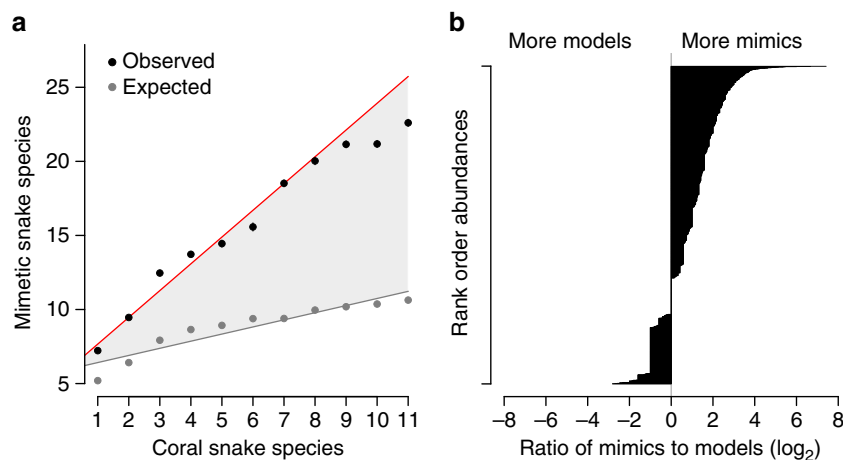 a
Observed
Expected
25
20
15
10
5
Mimetic snake species
1 2 3 4 5 6 7 8 9 10 11
Coral snake species
b
More models More mimics
Rank order abundances
−8 −6 −4 −2 0 2 4 6 8
Ratio of mimics to models (log₂)